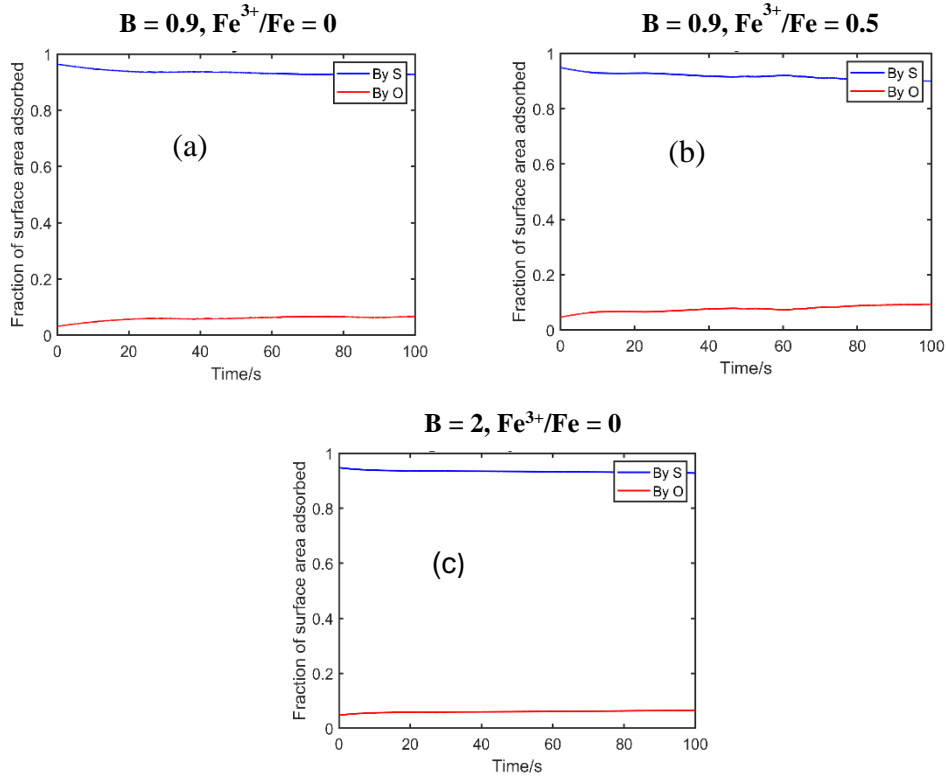 B = 0.9, Fe³⁺/Fe = 0
Fraction of surface area adsorbed
1
0.8
0.6
0.4
0.2
0
By S
By O
(a)
0 20 40 60 80 100
Time/s
B = 0.9, Fe³⁺/Fe = 0.5
Fraction of surface area adsorbed
1
0.8
0.6
0.4
0.2
0
By S
By O
(b)
0 20 40 60 80 100
Time/s
B = 2, Fe³⁺/Fe = 0
Fraction of surface area adsorbed
1
0.8
0.6
0.4
0.2
0
By S
By O
(c)
0 20 40 60 80 100
Time/s